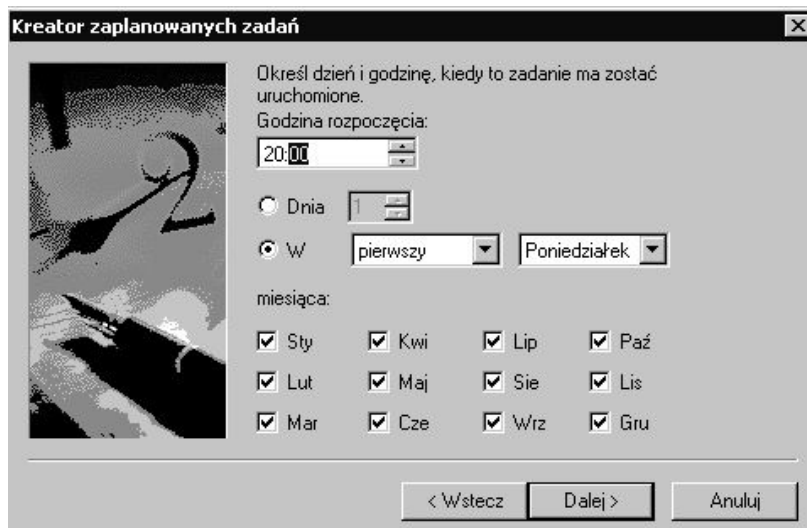 Kreator zaplanowanych zadań
Określ dzień i godzinę, kiedy to zadanie ma zostać
uruchomione.
Godzina rozpoczęcia:
20:00
Dnia 1
W pierwszy Poniedziałek
miesiąca:
Sty Kwi Lip Paź
Lut Maj Sie Lis
Mar Cze Wrz Gru
< Wstecz Dalej > Anuluj